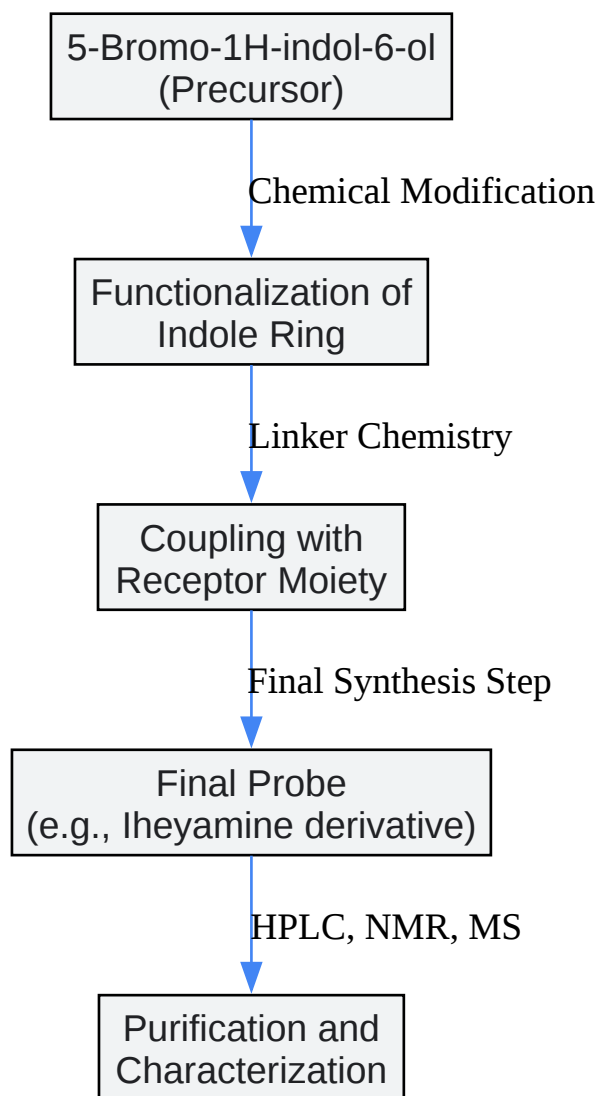 5-Bromo-1H-indol-6-ol
(Precursor)
Chemical Modification
Functionalization of
Indole Ring
Linker Chemistry
Coupling with
Receptor Moiety
Final Synthesis Step
Final Probe
(e.g., Iheyamine derivative)
HPLC, NMR, MS
Purification and
Characterization